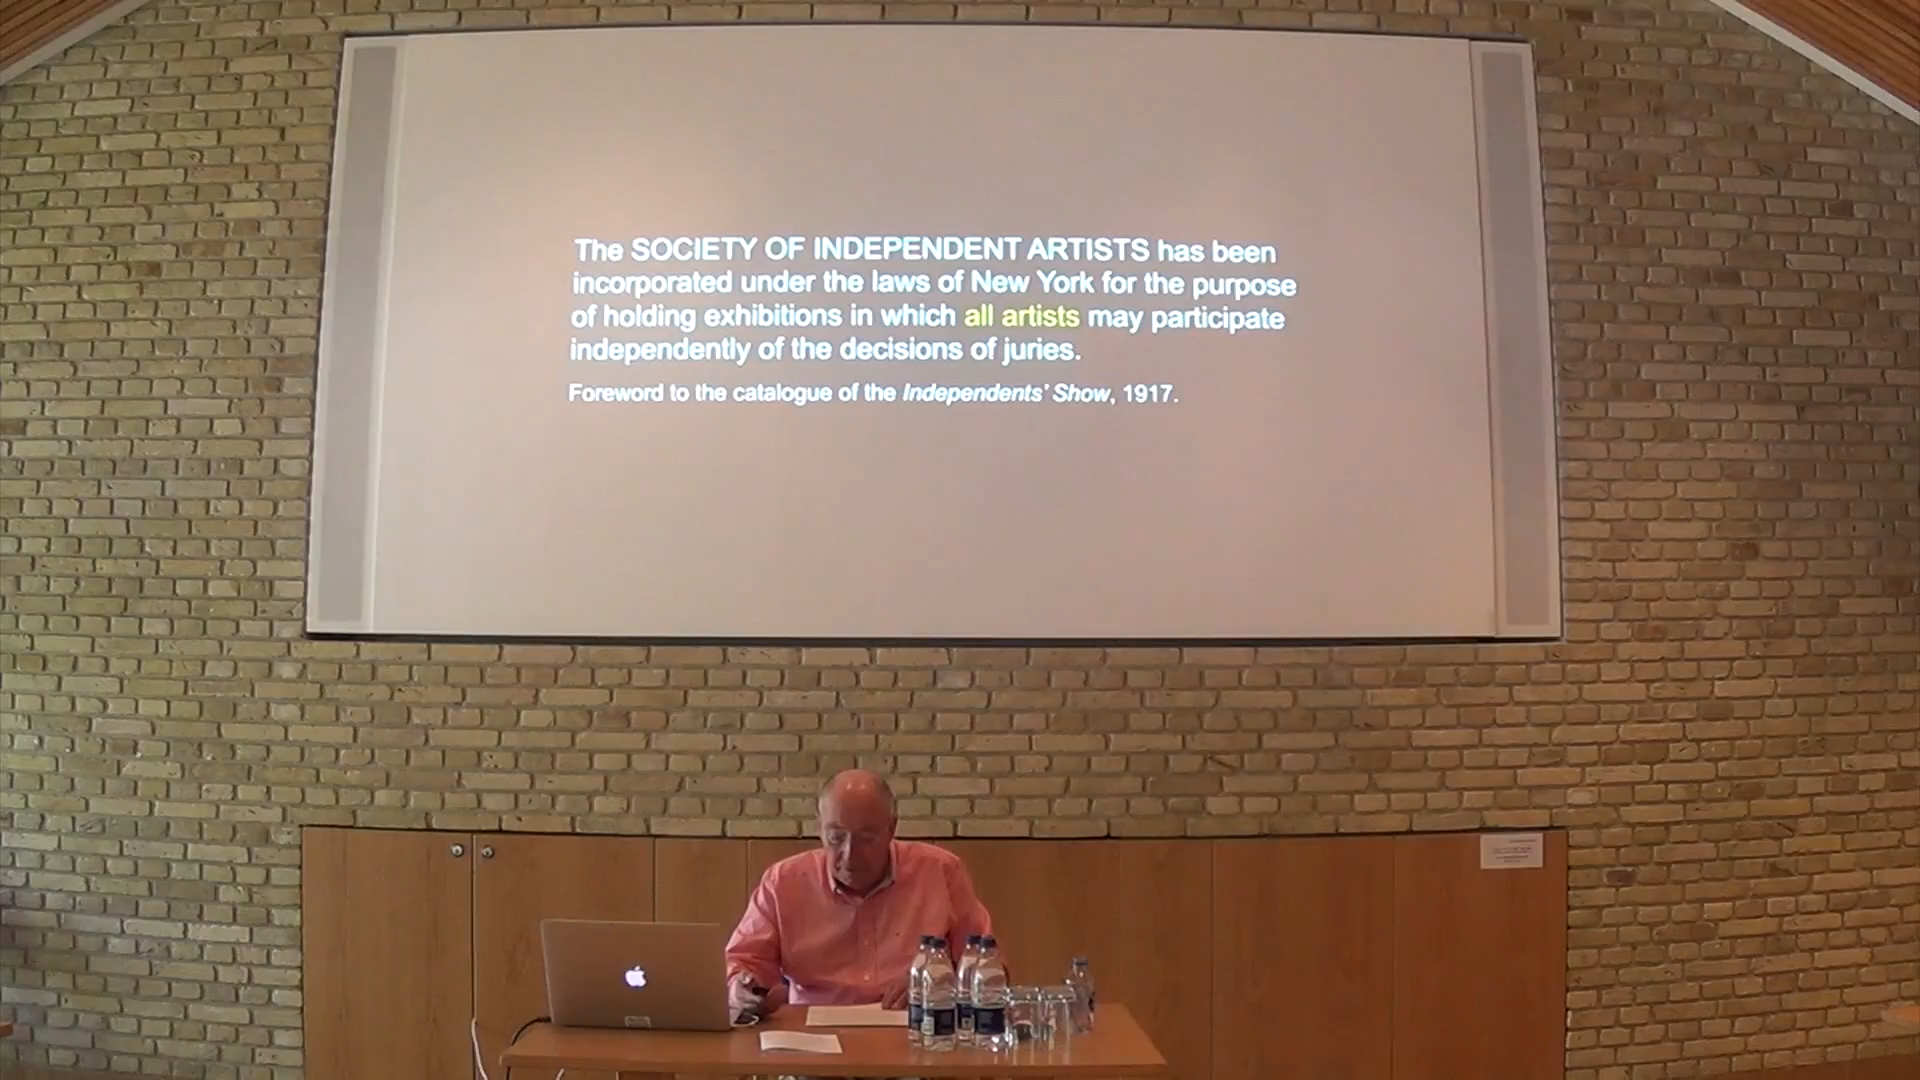 The SOCIETY OF INDEPENDENT ARTISTS has been
incorporated under the laws of New York for the purpose
of holding exhibitions in which all artists may participate
independently of the decisions of juries.
Foreword to the catalogue of the Independents' Show, 1917.